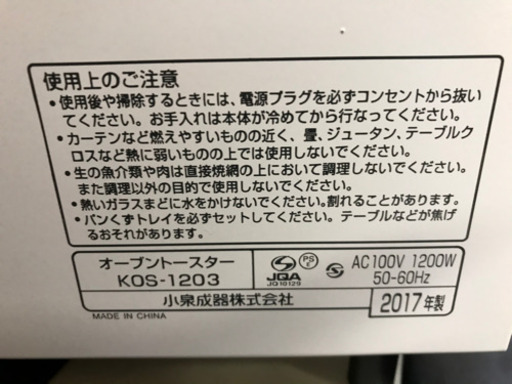 使用上のご注意
・使用後や掃除するときには、電源プラグを必ずコンセントから抜い
てください。お手入れは本体が冷めてから行なってください。
・カーテンなど燃えやすいものの近く、畳、ジュータン、テーブルク
ロスなど熱に弱いものの上では使用しないでください。
・生の魚介類や肉は直接焼網の上において調理しないでください。
また調理以外の目的で使用しないでください。
・熱いガラスまどに水をかけないでください。割れることがあります。
・パンくずトレイを必ずセットしてください。テーブルなどが焦げ
るおそれがあります。
オーブントースター
KOS-1203
JQA
JQ10129
PS
E
AC100V 1200W
50-60Hz
小泉成器株式会社
2017年製
MADE IN CHINA